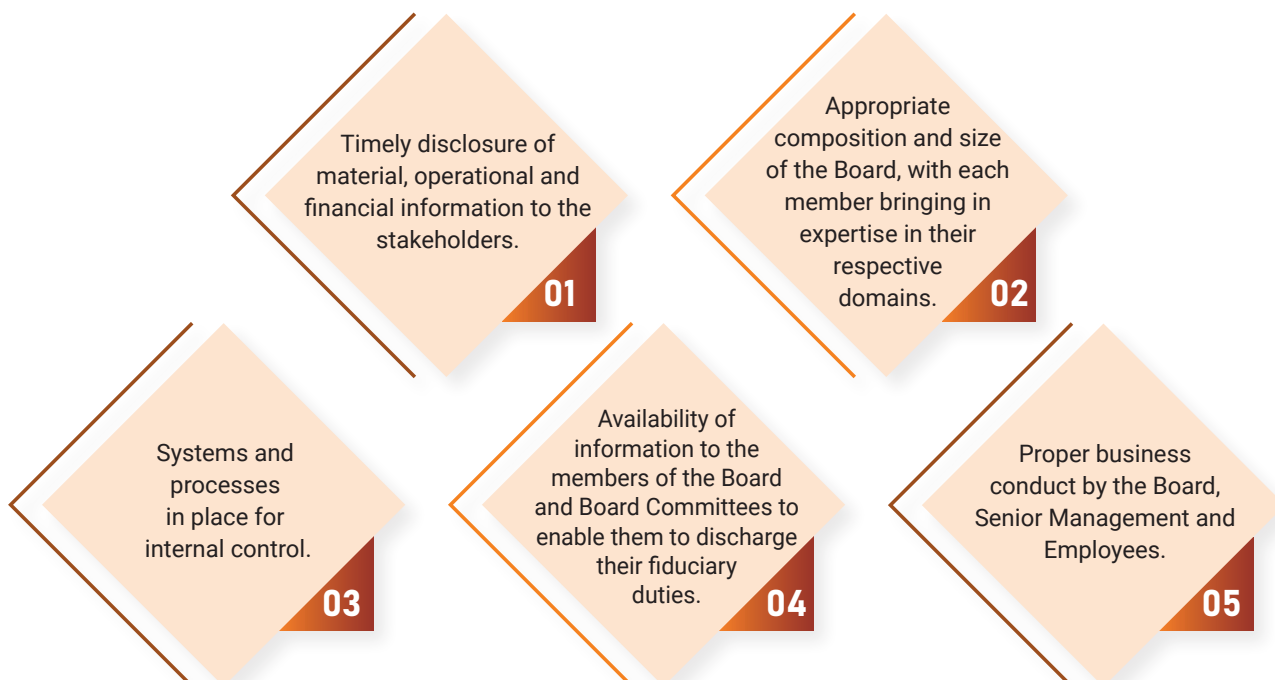 Timely disclosure of
material, operational and
financial information to the
stakeholders.
01
Appropriate
composition and size
of the Board, with each
member bringing in
expertise in their
respective
domains.
02
Systems and
processes
in place for
internal control.
03
Availability of
information to the
members of the Board
and Board Committees to
enable them to discharge
their fiduciary
duties.
04
Proper business
conduct by the Board,
Senior Management and
Employees.
05